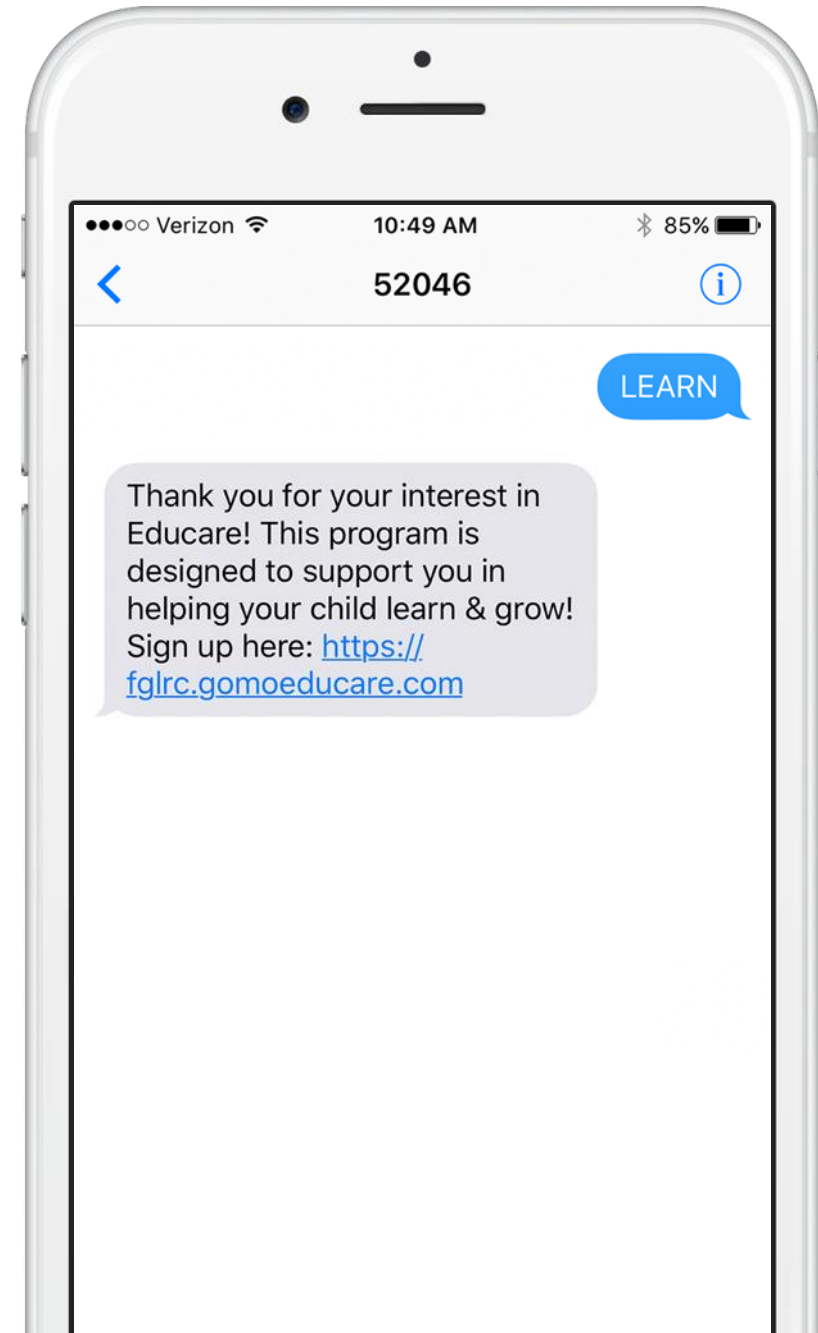 ●●●○○ Verizon 10:49 AM 85%
52046
LEARN
Thank you for your interest in
Educare! This program is
designed to support you in
helping your child learn & grow!
Sign up here: https://
fglrc.gomoeducare.com